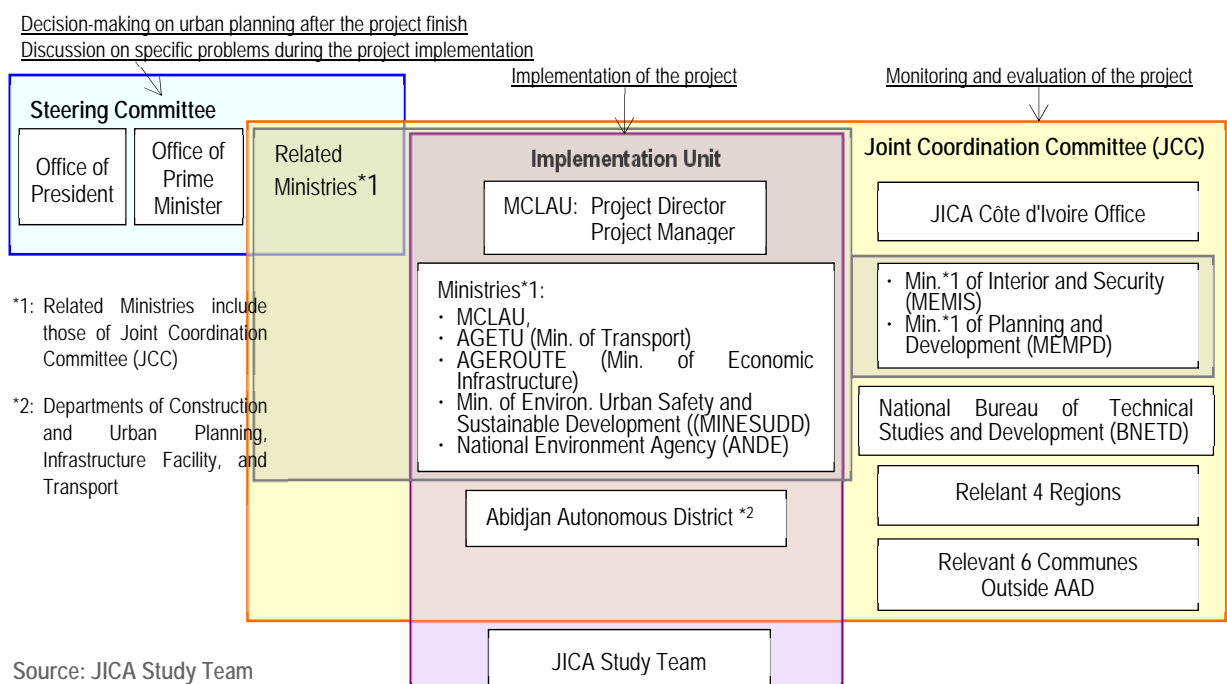 Decision-making on urban planning after the project finish
Discussion on specific problems during the project implementation
Implementation of the project
Monitoring and evaluation of the project
Steering Committee
Office of
President
Office of
Prime
Minister
Related
Ministries*1
Implementation Unit
MCLAU: Project Director
Project Manager
Ministries*1:
· MCLAU,
· AGETU (Min. of Transport)
· AGEROUTE (Min. of Economic
Infrastructure)
· Min. of Environ. Urban Safety and
Sustainable Development ((MINESUDD)
· National Environment Agency (ANDE)
Abidjan Autonomous District *2
JICA Study Team
Joint Coordination Committee (JCC)
JICA Côte d'Ivoire Office
· Min.*1 of Interior and Security
(MEMIS)
· Min.*1 of Planning and
Development (MEMPD)
National Bureau of Technical
Studies and Development (BNETD)
Relelant 4 Regions
Relevant 6 Communes
Outside AAD
*1: Related Ministries include
those of Joint Coordination
Committee (JCC)
*2: Departments of Construction
and Urban Planning,
Infrastructure Facility, and
Transport
Source: JICA Study Team